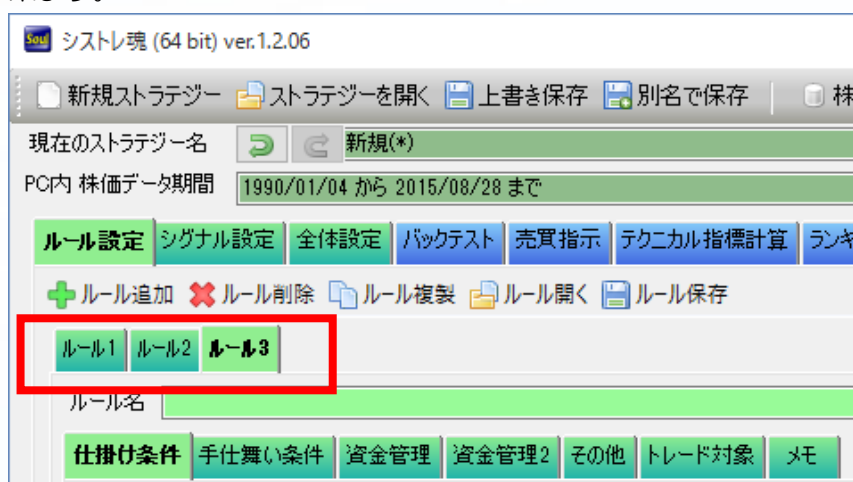 シストレ魂 (64 bit) ver.1.2.06
新規ストラテジー ストラテジーを開く 上書き保存 別名で保存 株
現在のストラテジー名 新規(*)
PC内 株価データ期間 1990/01/04 から 2015/08/28 まで
ルール設定 シグナル設定 全体設定 バックテスト 売買指示 テクニカル指標計算 ランキ
ルール追加 ルール削除 ルール複製 ルール開く ルール保存
ルール1 ルール2 ルール3
ルール名
仕掛け条件 手仕舞い条件 資金管理 資金管理2 その他 トレード対象 メモ